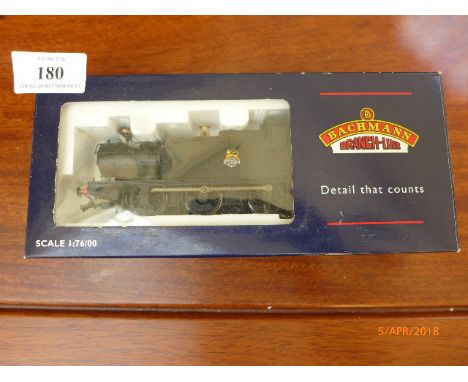 180
BACHMANN
BRANCH-LINE
Detail that counts
SCALE 1:76/00
5/APR/2018